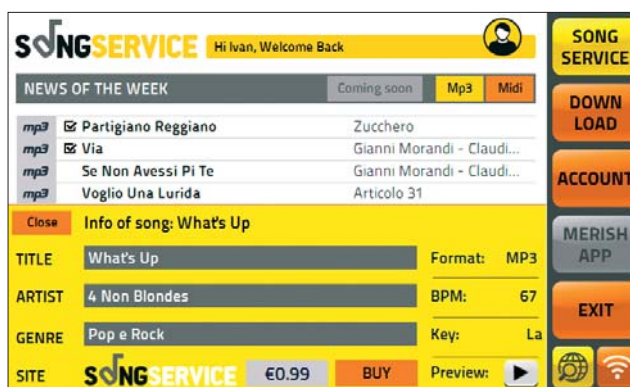 SONGSERVICE Hi Ivan, Welcome Back
NEWS OF THE WEEK Coming soon Mp3 Midi
mp3 Partigiano Reggiano Zucchero
mp3 Via Gianni Morandi - Claudi...
mp3 Se Non Avessi Pi Te Gianni Morandi - Claudi...
mp3 Voglio Una Lurida Articolo 31
Close Info of song: What's Up
TITLE What's Up Format: MP3
ARTIST 4 Non Blondes BPM: 67
GENRE Pop e Rock Key: La
SITE SONGSERVICE €0.99 BUY Preview:
SONG
SERVICE
DOWN
LOAD
ACCOUNT
MERISH
APP
EXIT